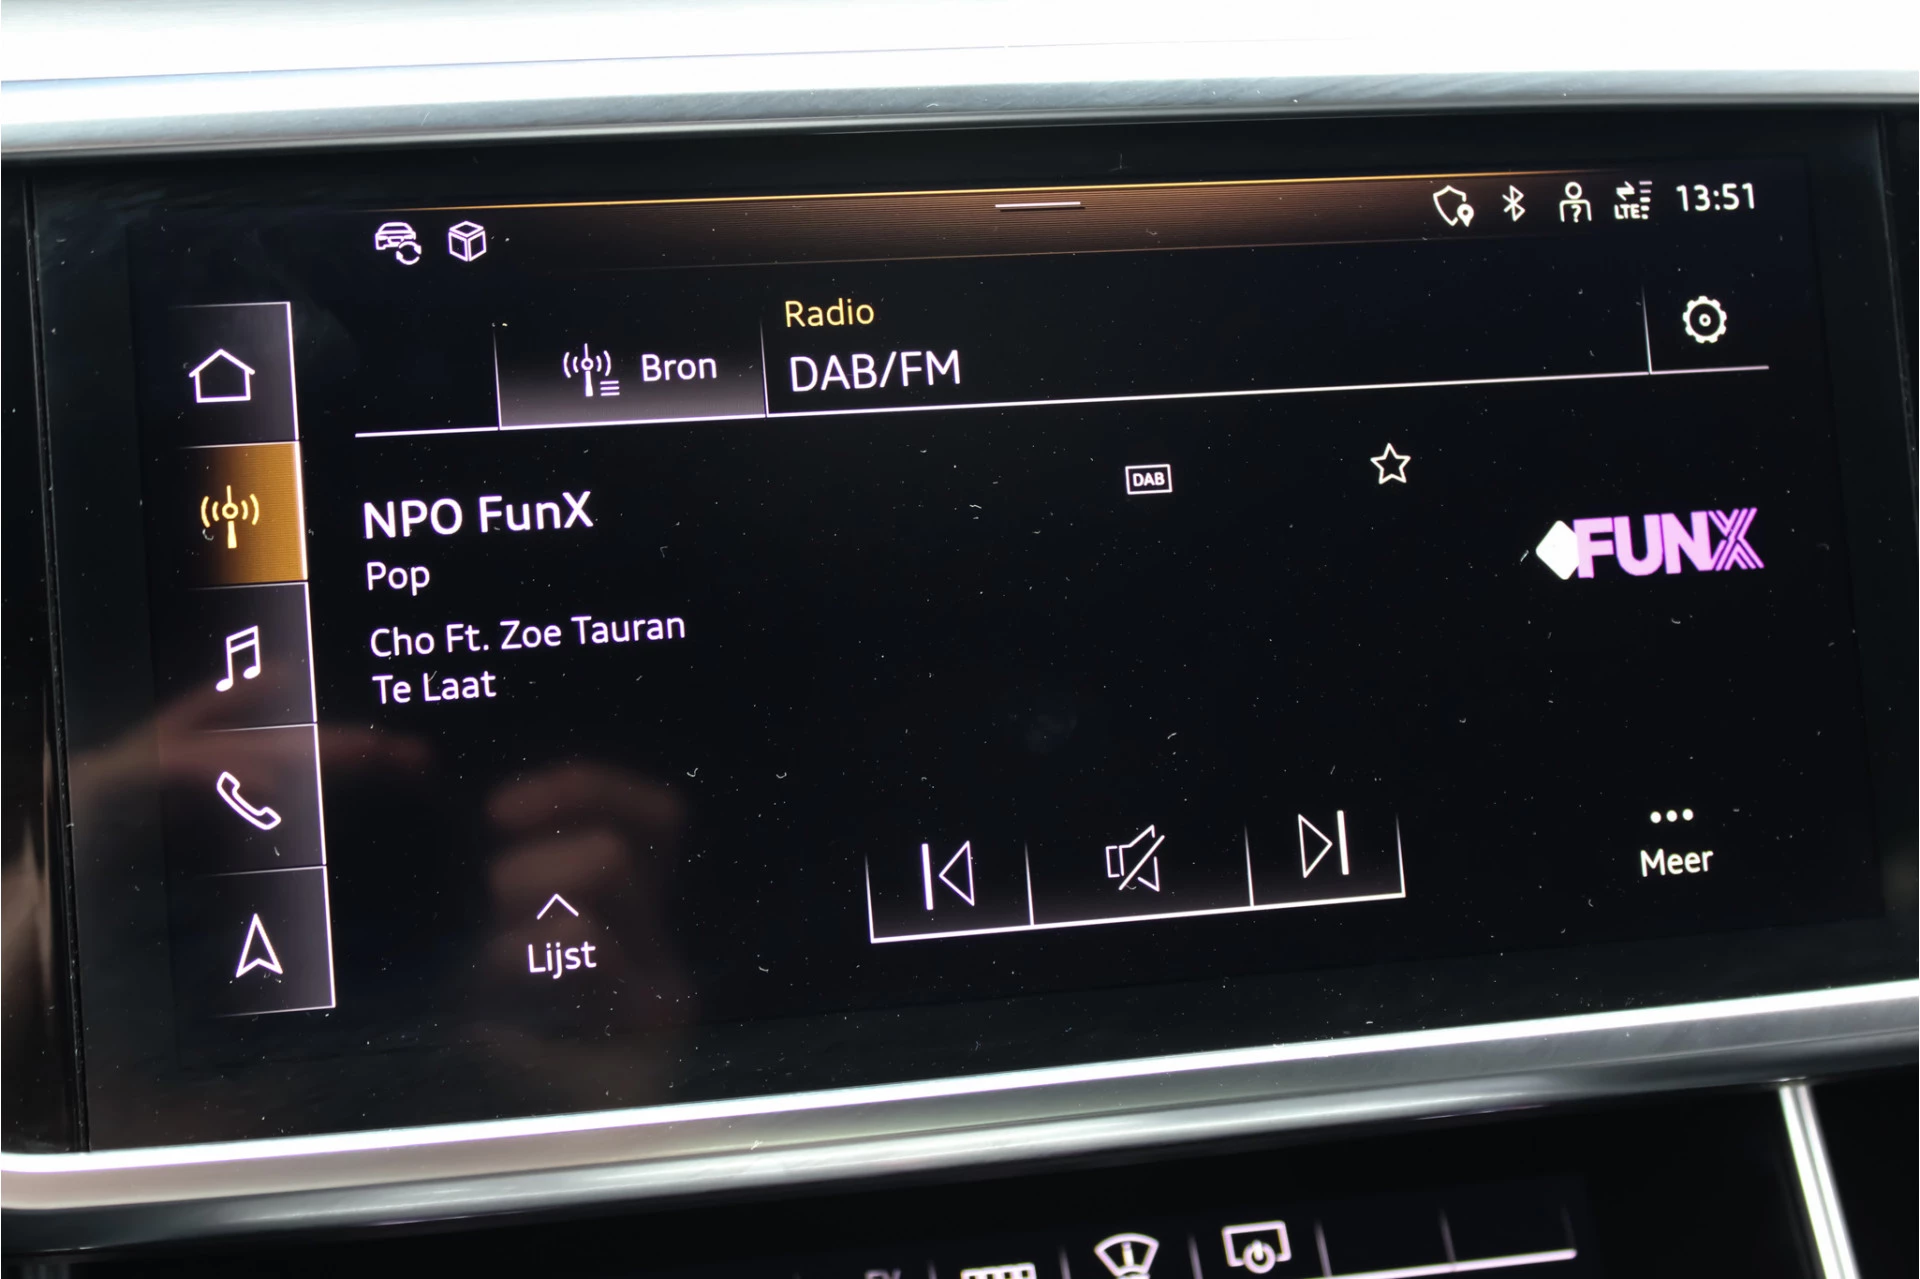 LTE 13:51
Radio
Bron DAB/FM
DAB
NPO FunX
FUNX
Pop
Cho Ft. Zoe Tauran
Te Laat
Meer
Lijst